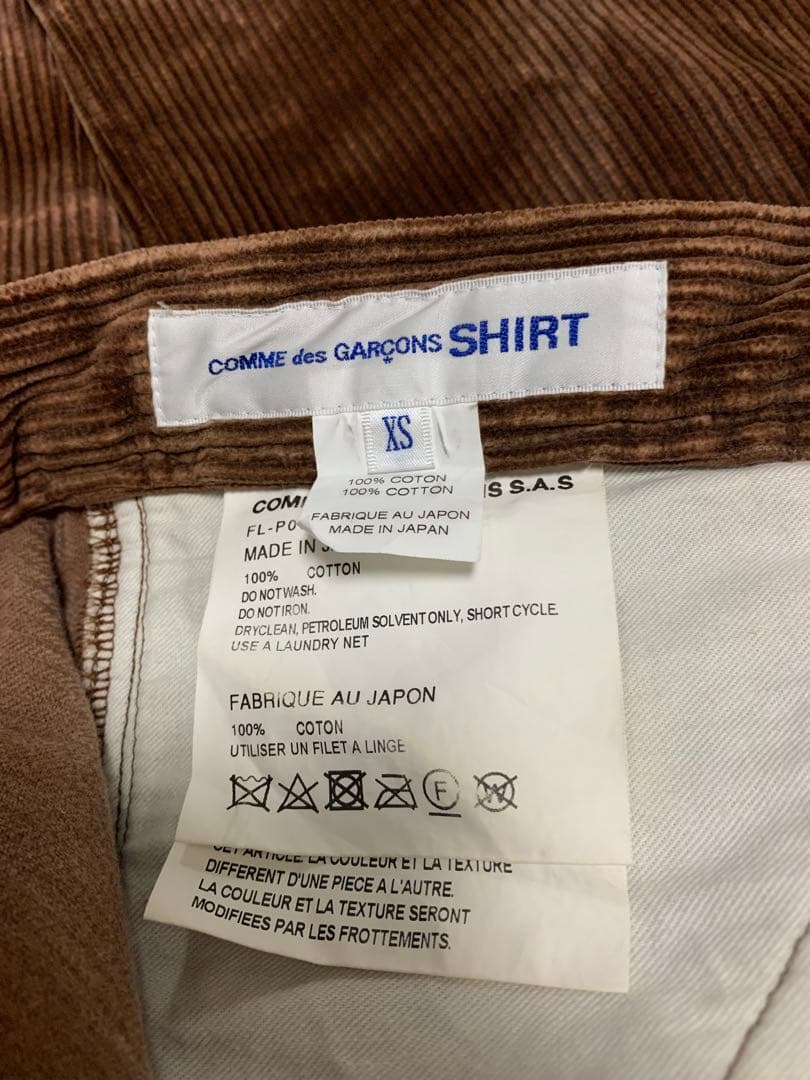 COMME des GARÇONS SHIRT
XS
100% COTON
100% COTTON
FABRIQUE AU JAPON
MADE IN JAPAN
S.A.S
MADE IN
100% COTTON
DO NOT WASH.
DO NOT IRON.
DRYCLEAN, PETROLEUM SOLVENT ONLY, SHORT CYCLE.
USE A LAUNDRY NET
FABRIQUE AU JAPON
100% COTON
UTILISER UN FILET A LINGE
F
W
ARTICLE. LA COULEUR ET LA TEXTURE
DIFFERENT D'UNE PIECE A L'AUTRE.
LA COULEUR ET LA TEXTURE SERONT
MODIFIEES PAR LES FROTTEMENTS.